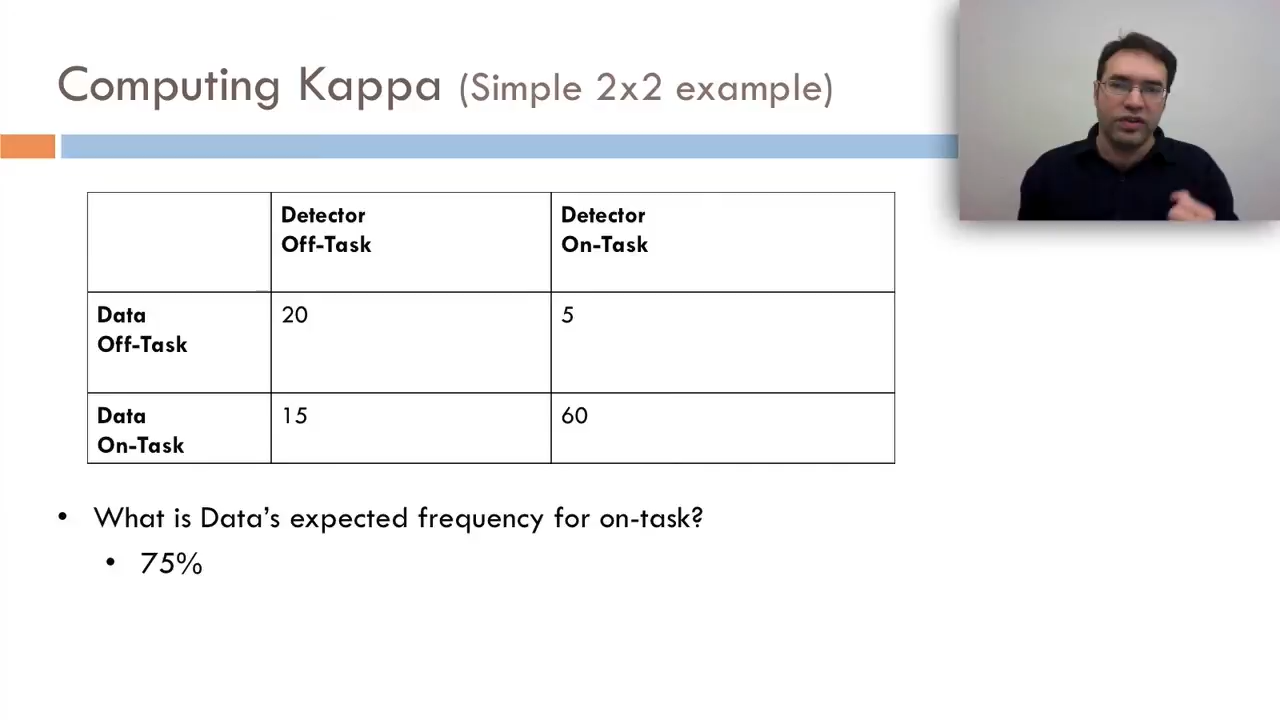 Computing Kappa (Simple 2x2 example)
Detector
Off-Task
Detector
On-Task
Data
Off-Task
20
5
Data
On-Task
15
60
• What is Data's expected frequency for on-task?
• 75%